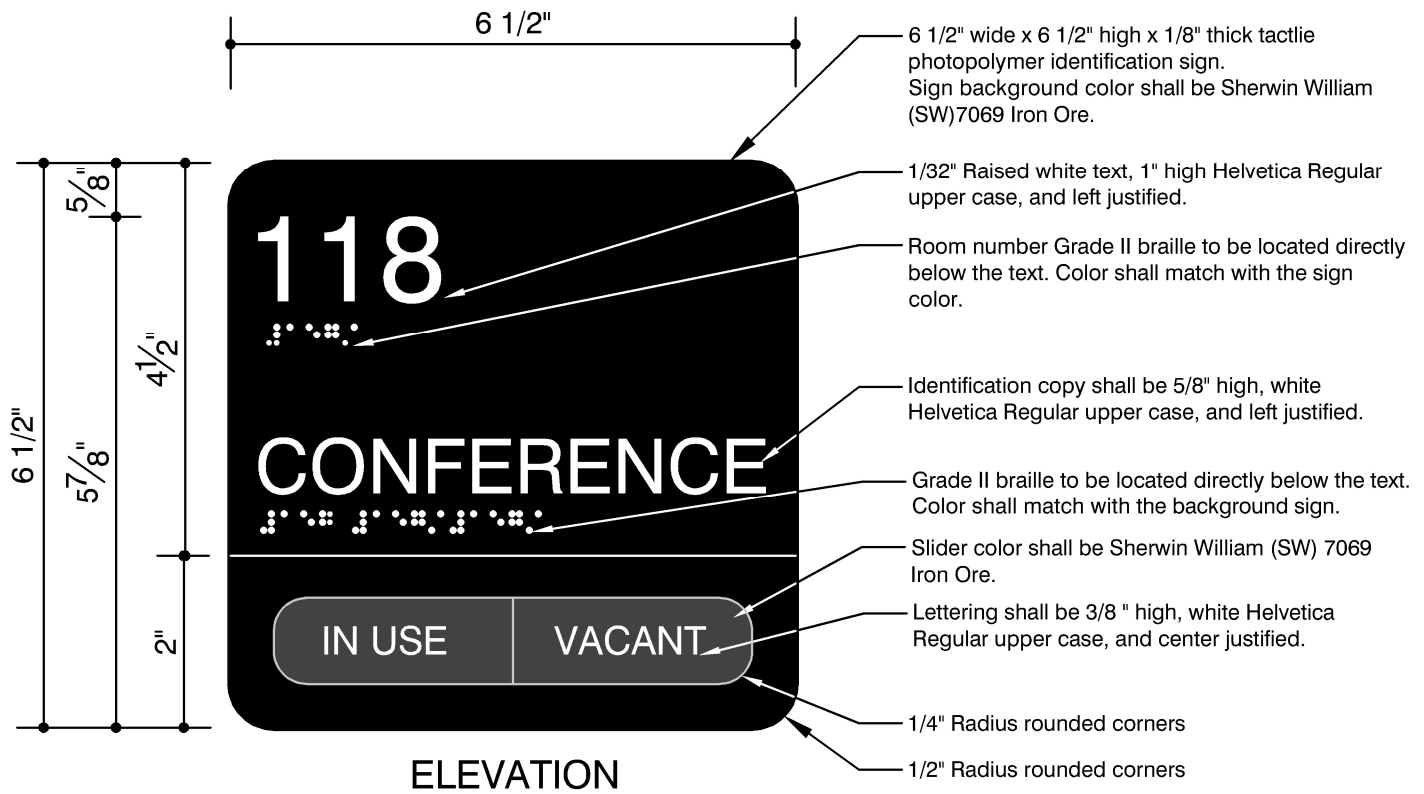 6 1/2"
6 1/2" wide x 6 1/2" high x 1/8" thick tactlie
photopolymer identification sign.
Sign background color shall be Sherwin William
(SW)7069 Iron Ore.
1/32" Raised white text, 1" high Helvetica Regular
upper case, and left justified.
Room number Grade II braille to be located directly
below the text. Color shall match with the sign
color.
Identification copy shall be 5/8" high, white
Helvetica Regular upper case, and left justified.
Grade II braille to be located directly below the text.
Color shall match with the background sign.
Slider color shall be Sherwin William (SW) 7069
Iron Ore.
Lettering shall be 3/8 " high, white Helvetica
Regular upper case, and center justified.
1/4" Radius rounded corners
1/2" Radius rounded corners
5/8"
4 1/2"
6 1/2"
5 7/8"
2"
118
CONFERENCE
IN USE VACANT
ELEVATION